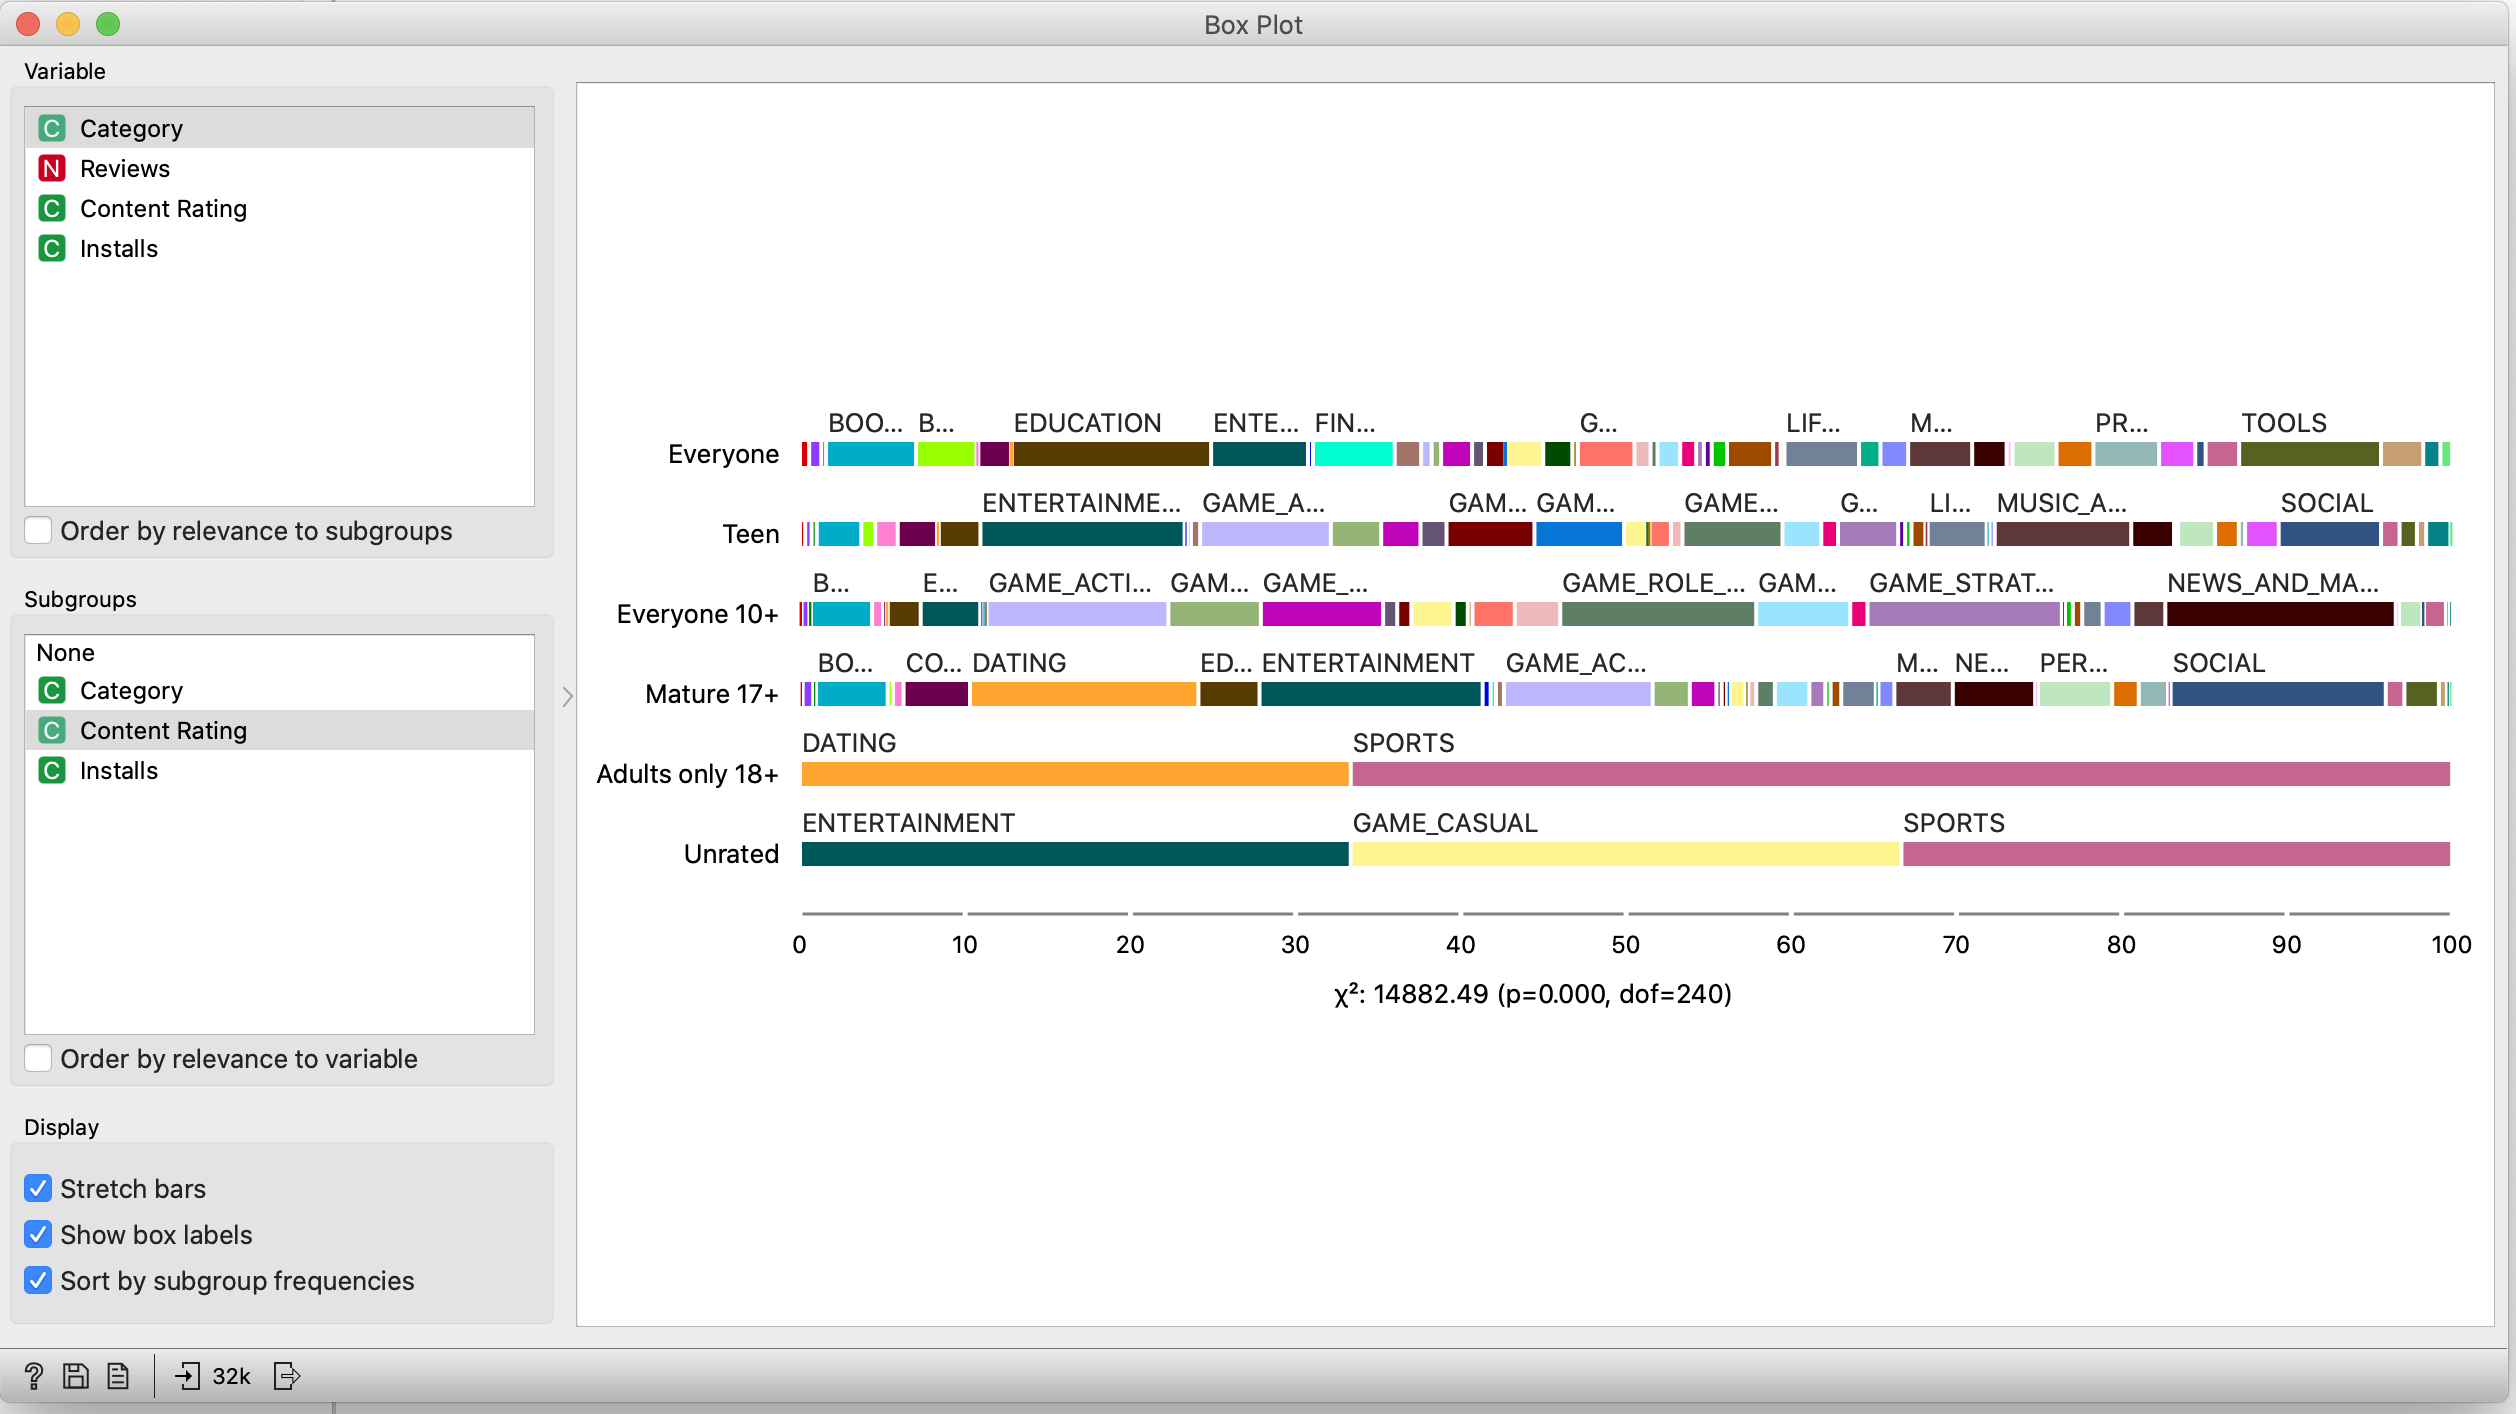 Box Plot
Variable
C Category
N Reviews
C Content Rating
C Installs
Order by relevance to subgroups
Subgroups
None
C Category
C Content Rating
C Installs
Order by relevance to variable
Display
Stretch bars
Show box labels
Sort by subgroup frequencies
? 32k
BOO... B... EDUCATION ENTE... FIN... G... LIF... M... PR... TOOLS
Everyone
ENTERTAINME... GAME_A... GAM... GAM... GAME... G... LI... MUSIC_A... SOCIAL
Teen
B... E... GAME_ACTI... GAM... GAME_... GAME_ROLE_... GAM... GAME_STRAT... NEWS_AND_MA...
Everyone 10+
BO... CO... DATING ED... ENTERTAINMENT GAME_AC... M... NE... PER... SOCIAL
Mature 17+
DATING SPORTS
Adults only 18+
ENTERTAINMENT GAME_CASUAL SPORTS
Unrated
0 10 20 30 40 50 60 70 80 90 100
χ²: 14882.49 (p=0.000, dof=240)